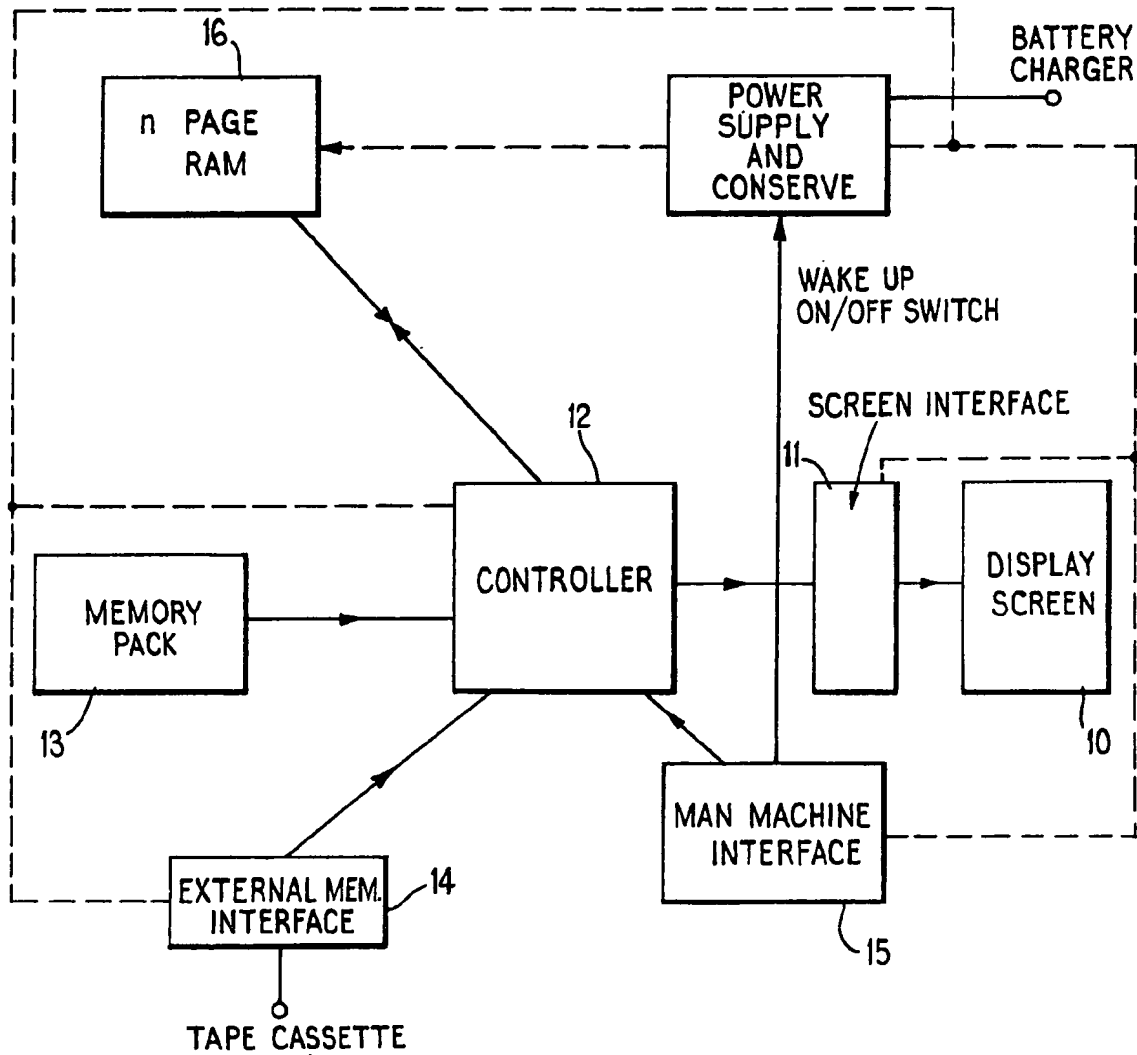 16
n PAGE
RAM
POWER
SUPPLY
AND
CONSERVE
BATTERY
CHARGER
WAKE UP
ON/OFF SWITCH
SCREEN INTERFACE
12
11
CONTROLLER
DISPLAY
SCREEN
MEMORY
PACK
13
10
MAN MACHINE
INTERFACE
EXTERNAL MEM.
INTERFACE
14
15
TAPE CASSETTE